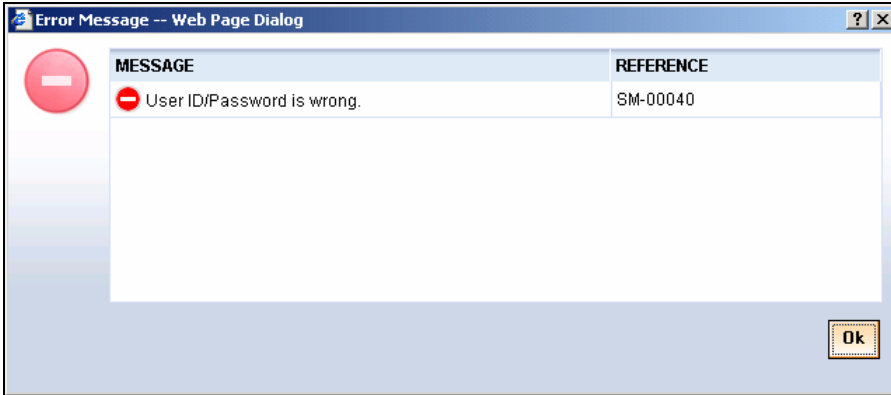 Error Message -- Web Page Dialog
MESSAGE REFERENCE
User ID/Password is wrong. SM-00040
Ok